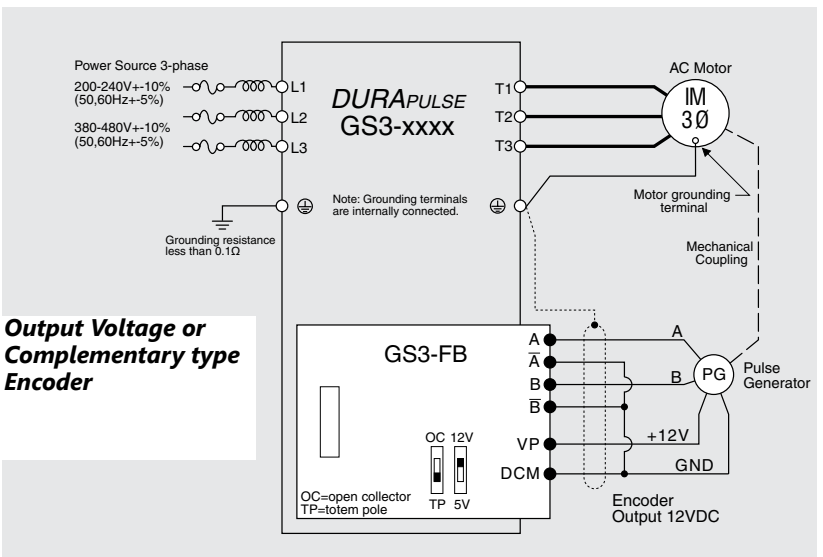 Power Source 3-phase
200-240V+-10%
(50,60Hz+-5%)
380-480V+-10%
(50,60Hz+-5%)
L1
L2
L3
DURAPULSE
GS3-xxxx
T1
T2
T3
AC Motor
IM
3Ø
Note: Grounding terminals
are internally connected.
Motor grounding
terminal
Grounding resistance
less than 0.1Ω
Mechanical
Coupling
Output Voltage or
Complementary type
Encoder
GS3-FB
A
A̅
B
B̅
VP
DCM
OC 12V
TP 5V
OC=open collector
TP=totem pole
A
B
+12V
GND
PG
Pulse
Generator
Encoder
Output 12VDC